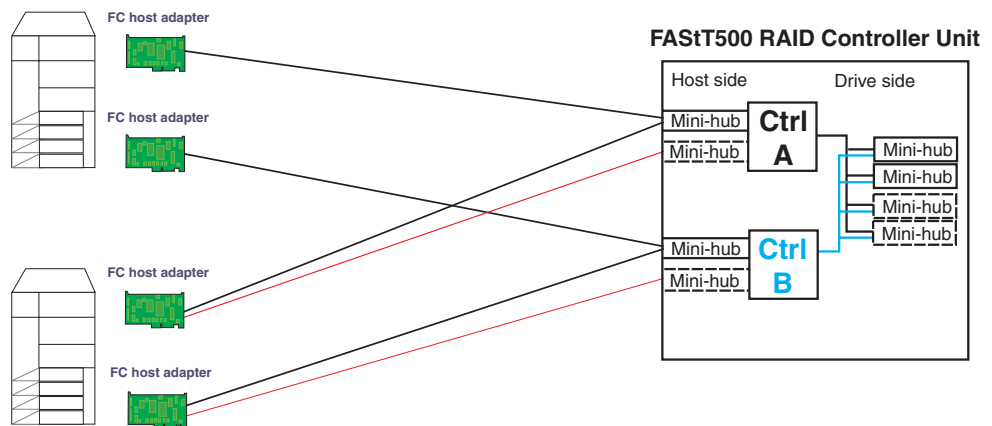 FC host adapter
FC host adapter
FC host adapter
FC host adapter
FAStT500 RAID Controller Unit
Host side
Drive side
Mini-hub
Mini-hub
Ctrl
A
Mini-hub
Mini-hub
Ctrl
B
Mini-hub
Mini-hub
Mini-hub
Mini-hub